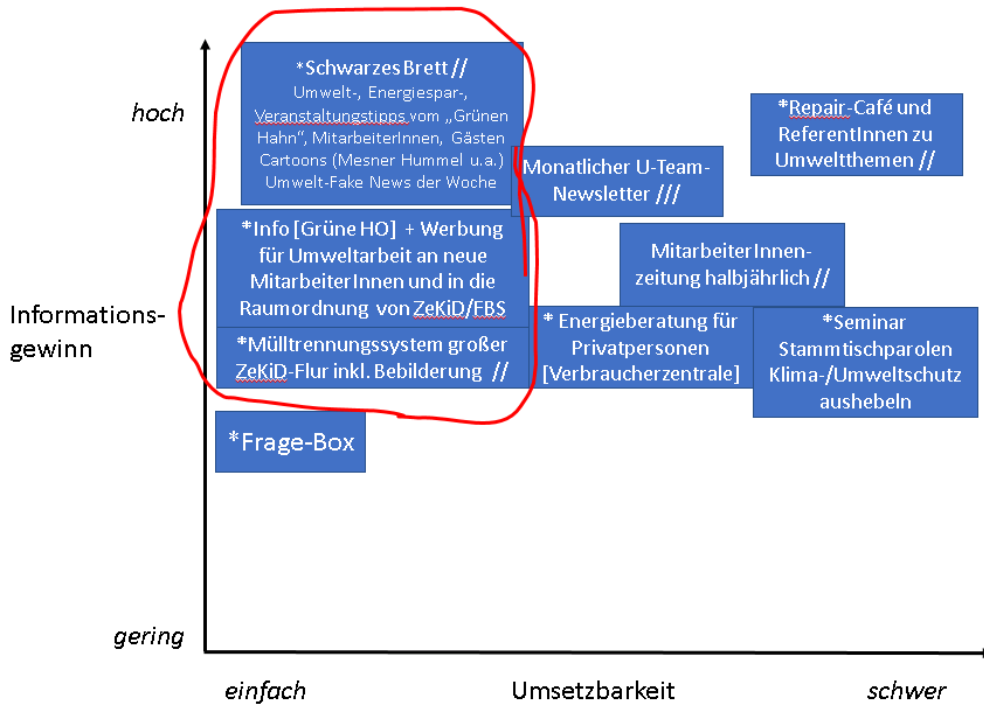 hoch
*Schwarzes Brett //
Umwelt-, Energiespar-,
Veranstaltungstipps vom „Grünen
Hahn“, MitarbeiterInnen, Gästen
Cartoons (Mesner Hummel u.a.)
Umwelt-Fake News der Woche
*Repair-Café und
ReferentInnen zu
Umweltthemen //
Monatlicher U-Team-
Newsletter ///
*Info [Grüne HO] + Werbung
für Umweltarbeit an neue
MitarbeiterInnen und in die
Raumordnung von ZeKiD/FBS
MitarbeiterInnen-
zeitung halbjährlich //
Informations-
gewinn
*Mülltrennungssystem großer
ZeKiD-Flur inkl. Bebilderung //
* Energieberatung für
Privatpersonen
[Verbraucherzentrale]
*Seminar
Stammtischparolen
Klima-/Umweltschutz
aushebeln
*Frage-Box
gering
einfach
Umsetzbarkeit
schwer